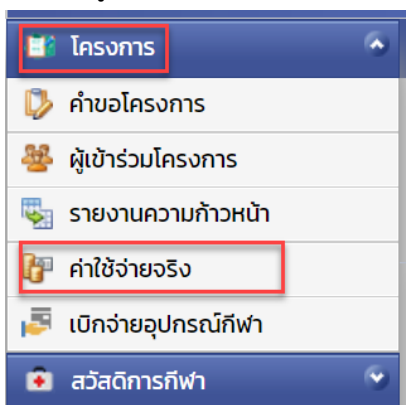 โครงการ
คำขอโครงการ
ผู้เข้าร่วมโครงการ
รายงานความก้าวหน้า
ค่าใช้จ่ายจริง
เบิกจ่ายอุปกรณ์กีฬา
สวัสดิการกีฬา